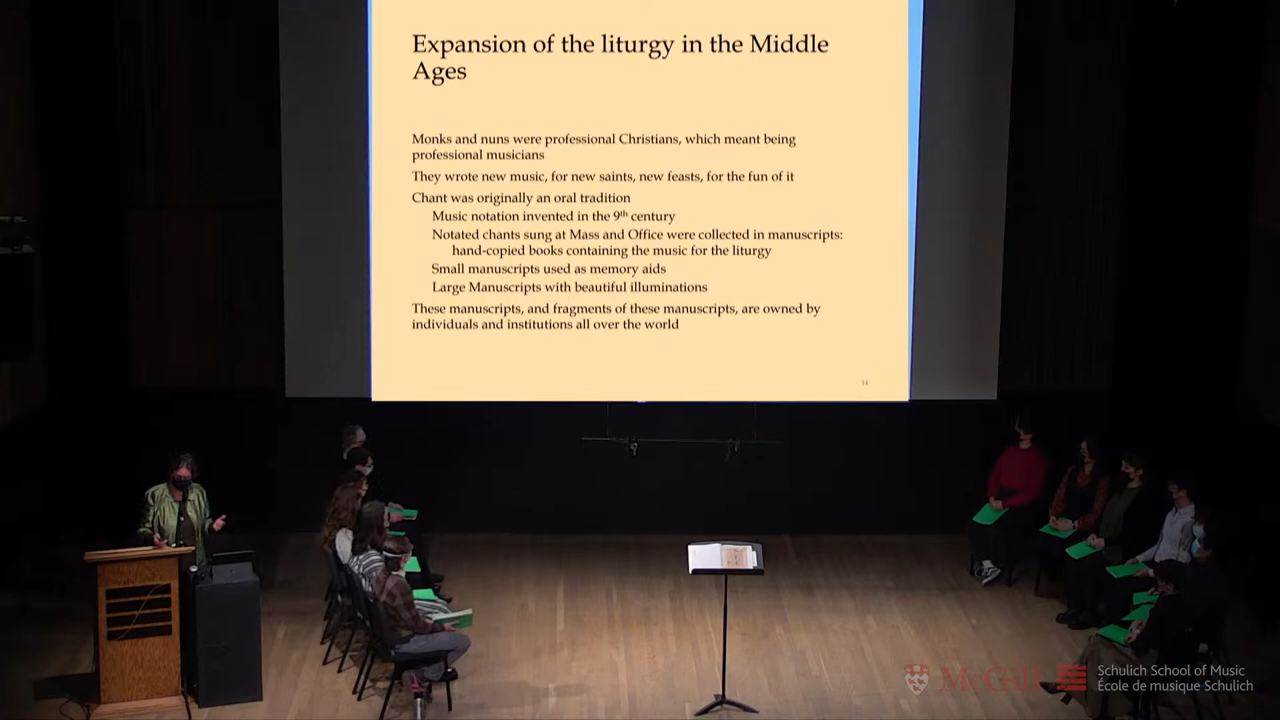 Expansion of the liturgy in the Middle
Ages
Monks and nuns were professional Christians, which meant being
professional musicians
They wrote new music, for new saints, new feasts, for the fun of it
Chant was originally an oral tradition
Music notation invented in the 9th century
Notated chants sung at Mass and Office were collected in manuscripts:
hand-copied books containing the music for the liturgy
Small manuscripts used as memory aids
Large Manuscripts with beautiful illuminations
These manuscripts, and fragments of these manuscripts, are owned by
individuals and institutions all over the world
14
McGill
Schulich School of Music
École de musique Schulich